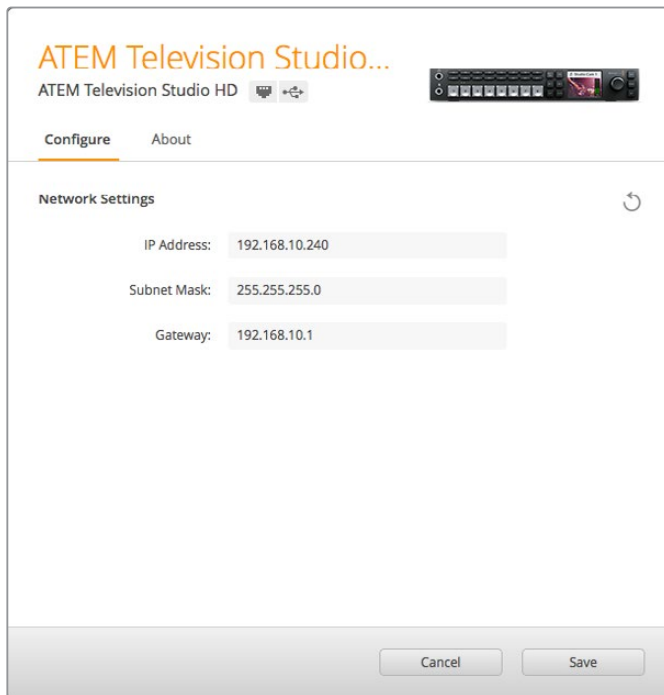 ATEM Television Studio...
ATEM Television Studio HD
Configure About
Network Settings
IP Address: 192.168.10.240
Subnet Mask: 255.255.255.0
Gateway: 192.168.10.1
Cancel Save